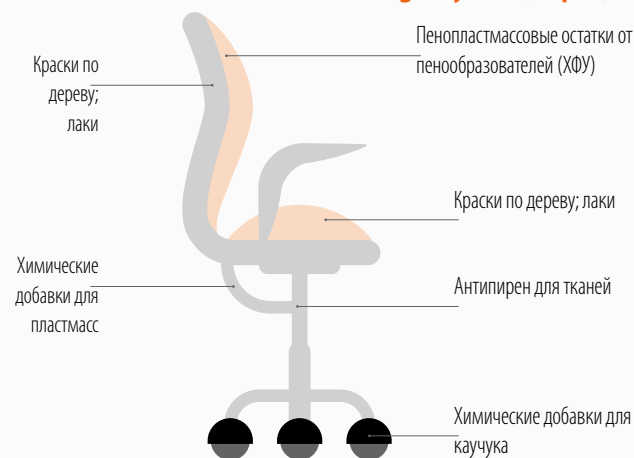 Пенопластмассовые остатки от
пенообразователей (ХФУ)
Краски по
дереву;
лаки
Краски по дереву; лаки
Химические
добавки для
пластмасс
Антипирен для тканей
Химические добавки для
каучука